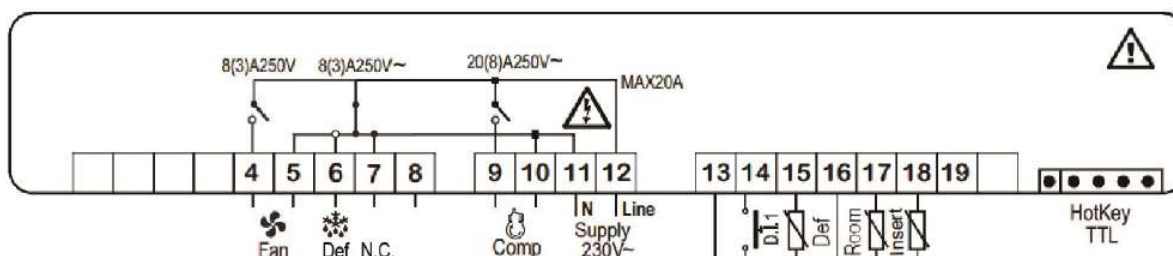 8(3)A250V 8(3)A250V~ 20(8)A250V~
MAX20A
4 5 6 7 8 9 10 11 12 13 14 15 16 17 18 19
N Line
Fan Def N.C. Comp Supply
230V~
D.I.1 Def Room Insert
HotKey
TTL